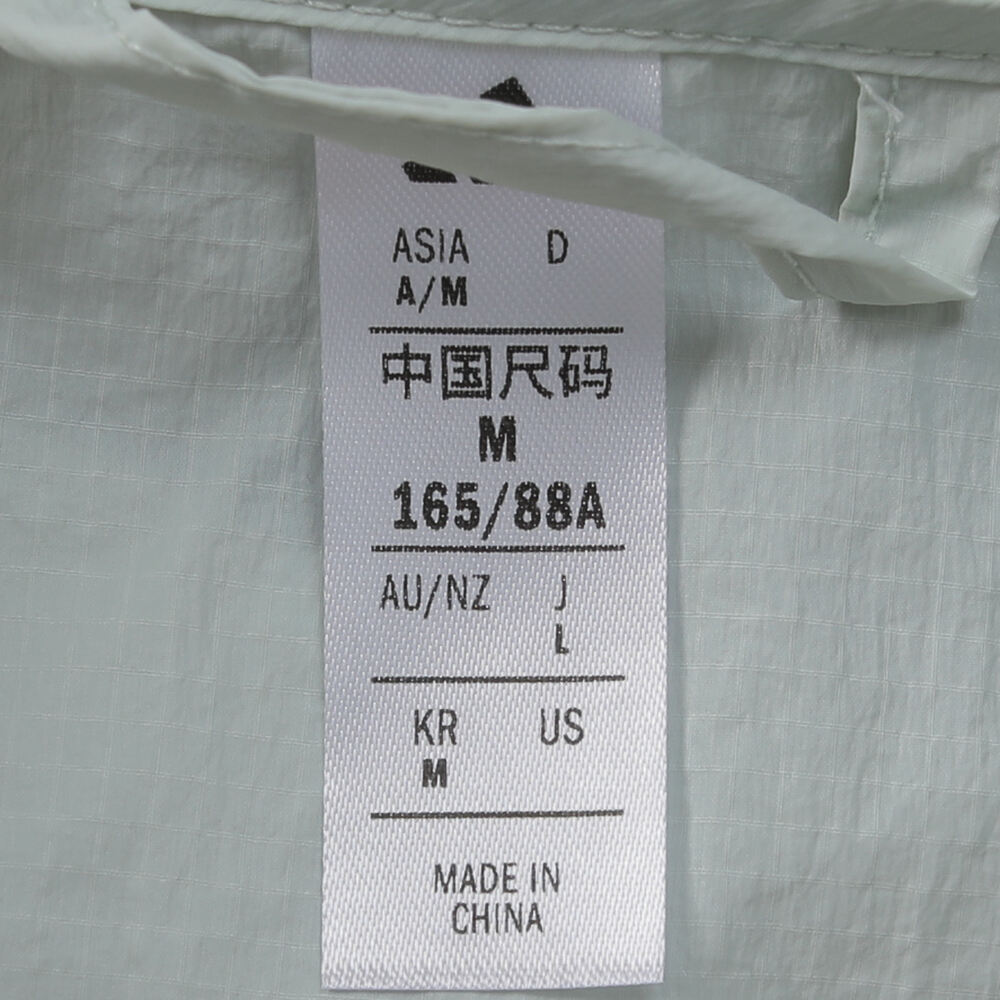 ASIA D
A/M
中国尺码
M
165/88A
AU/NZ J
L
KR US
M
MADE IN
CHINA